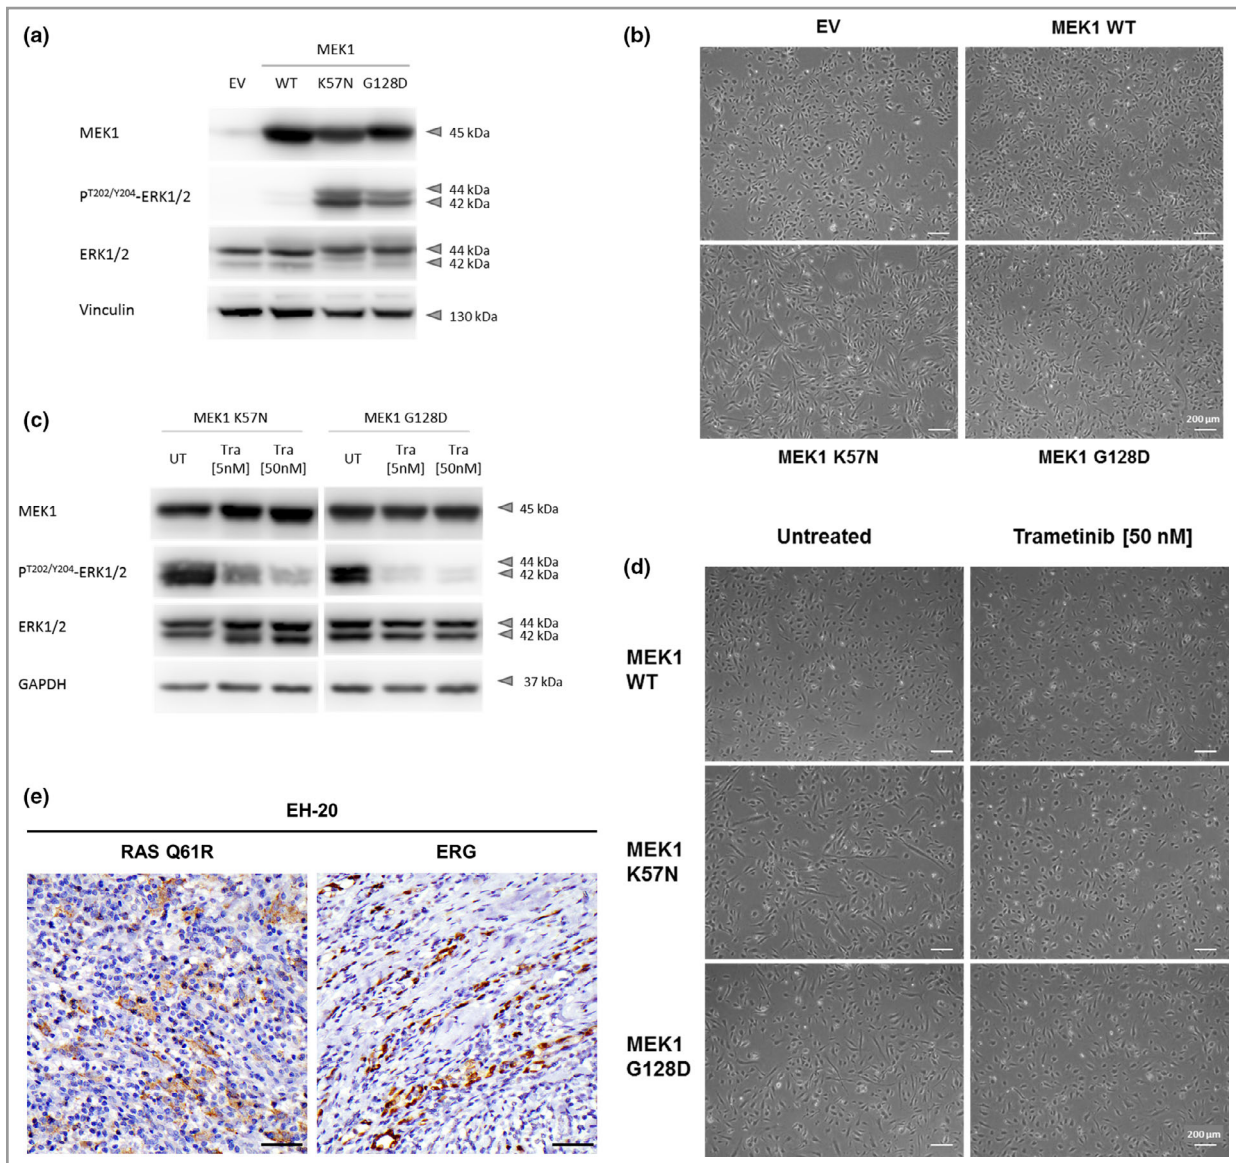 (a)
MEK1
EV WT K57N G128D
MEK1
45 kDa
P^T202/Y204-ERK1/2
44 kDa
42 kDa
ERK1/2
44 kDa
42 kDa
Vinculin
130 kDa
(b)
EV MEK1 WT
200 µm
MEK1 K57N MEK1 G128D
(c)
MEK1 K57N MEK1 G128D
UT Tra [5nM] Tra [50nM] UT Tra [5nM] Tra [50nM]
MEK1
45 kDa
P^T202/Y204-ERK1/2
44 kDa
42 kDa
ERK1/2
44 kDa
42 kDa
GAPDH
37 kDa
(d)
Untreated Trametinib [50 nM]
MEK1
WT
MEK1
K57N
MEK1
G128D
200 µm
(e)
EH-20
RAS Q61R ERG